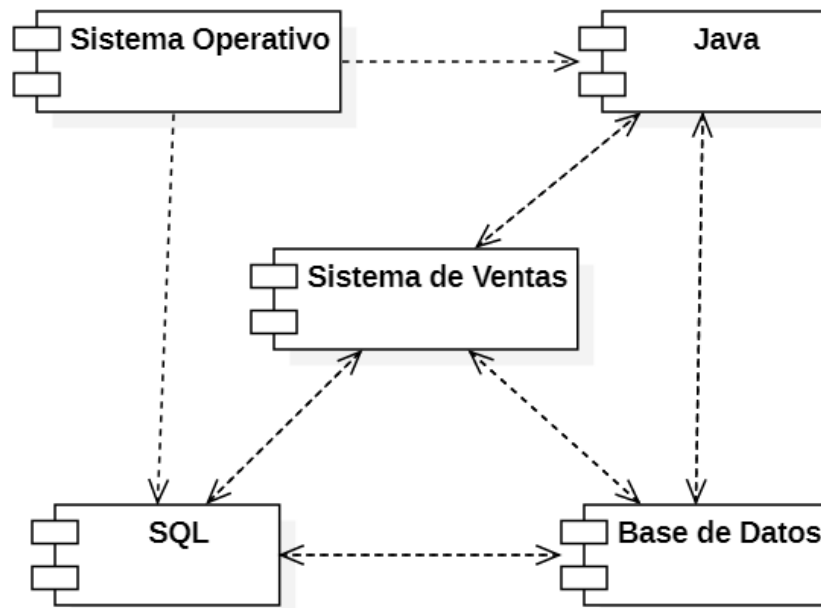 Sistema Operativo
Java
Sistema de Ventas
SQL
Base de Datos